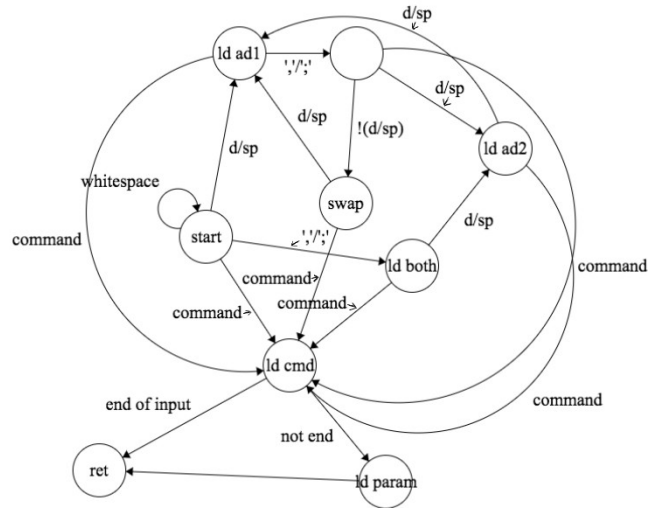 d/sp
ld ad1
','/';'
d/sp
d/sp
!(d/sp)
d/sp
ld ad2
whitespace
swap
d/sp
start
','/';'
command
ld both
command
command
command
command
ld cmd
end of input
command
not end
ret
ld param